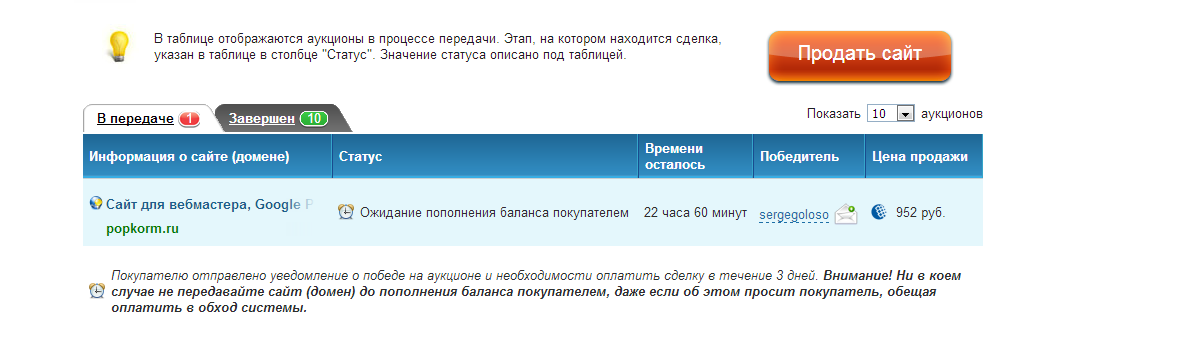 В таблице отображаются аукционы в процессе передачи. Этап, на котором находится сделка,
указан в таблице в столбце "Статус". Значение статуса описано под таблицей.
Продать сайт
В передаче 1 Завершен 10
Показать 10 аукционов
Информация о сайте (домене) Статус Времени осталось Победитель Цена продажи
Сайт для вебмастера, Google P
popkorm.ru
Ожидание пополнения баланса покупателем 22 часа 60 минут sergegoloso 952 руб.
Покупателю отправлено уведомление о победе на аукционе и необходимости оплатить сделку в течение 3 дней. Внимание! Ни в коем
случае не передавайте сайт (домен) до пополнения баланса покупателем, даже если об этом просит покупатель, обещая
оплатить в обход системы.